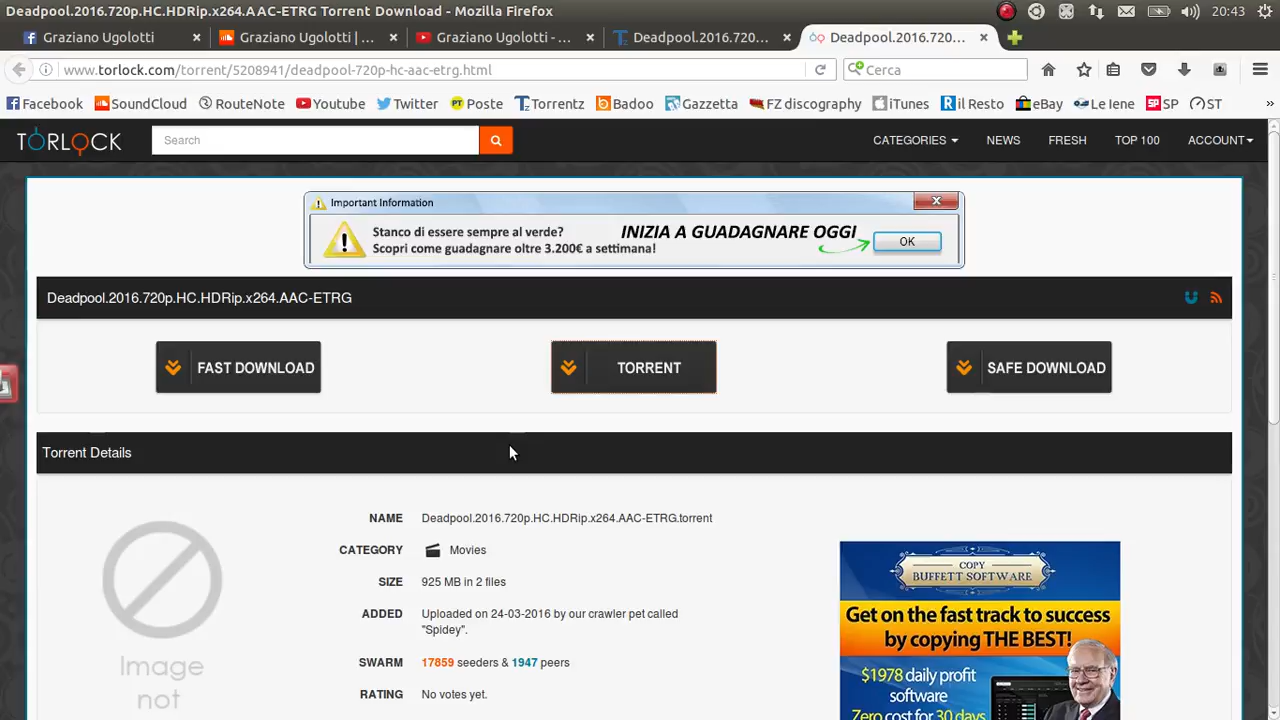 Deadpool.2016.720p.HC.HDRip.x264.AAC-ETRG Torrent Download - Mozilla Firefox
20:43
Graziano Ugolotti
Graziano Ugolotti | ...
Graziano Ugolotti - ...
Deadpool.2016.720...
Deadpool.2016.720...
www.torlock.com/torrent/5208941/deadpool-720p-hc-aac-etrg.html
Cerca
Facebook SoundCloud RouteNote Youtube Twitter Poste Torrentz Badoo Gazzetta FZ discography iTunes il Resto eBay Le Iene SP ST
TORLOCK
Search
CATEGORIES NEWS FRESH TOP 100 ACCOUNT
Important Information
Stanco di essere sempre al verde?
Scopri come guadagnare oltre 3.200€ a settimana!
INIZIA A GUADAGNARE OGGI
OK
Deadpool.2016.720p.HC.HDRip.x264.AAC-ETRG
FAST DOWNLOAD
TORRENT
SAFE DOWNLOAD
Torrent Details
NAME Deadpool.2016.720p.HC.HDRip.x264.AAC-ETRG.torrent
CATEGORY Movies
SIZE 925 MB in 2 files
ADDED Uploaded on 24-03-2016 by our crawler pet called
"Spidey".
SWARM 17859 seeders & 1947 peers
RATING No votes yet.
Image
not
COPY
BUFFETT SOFTWARE
Get on the fast track to success
by copying THE BEST!
$1978 daily profit
software
Zero cost for 30 days